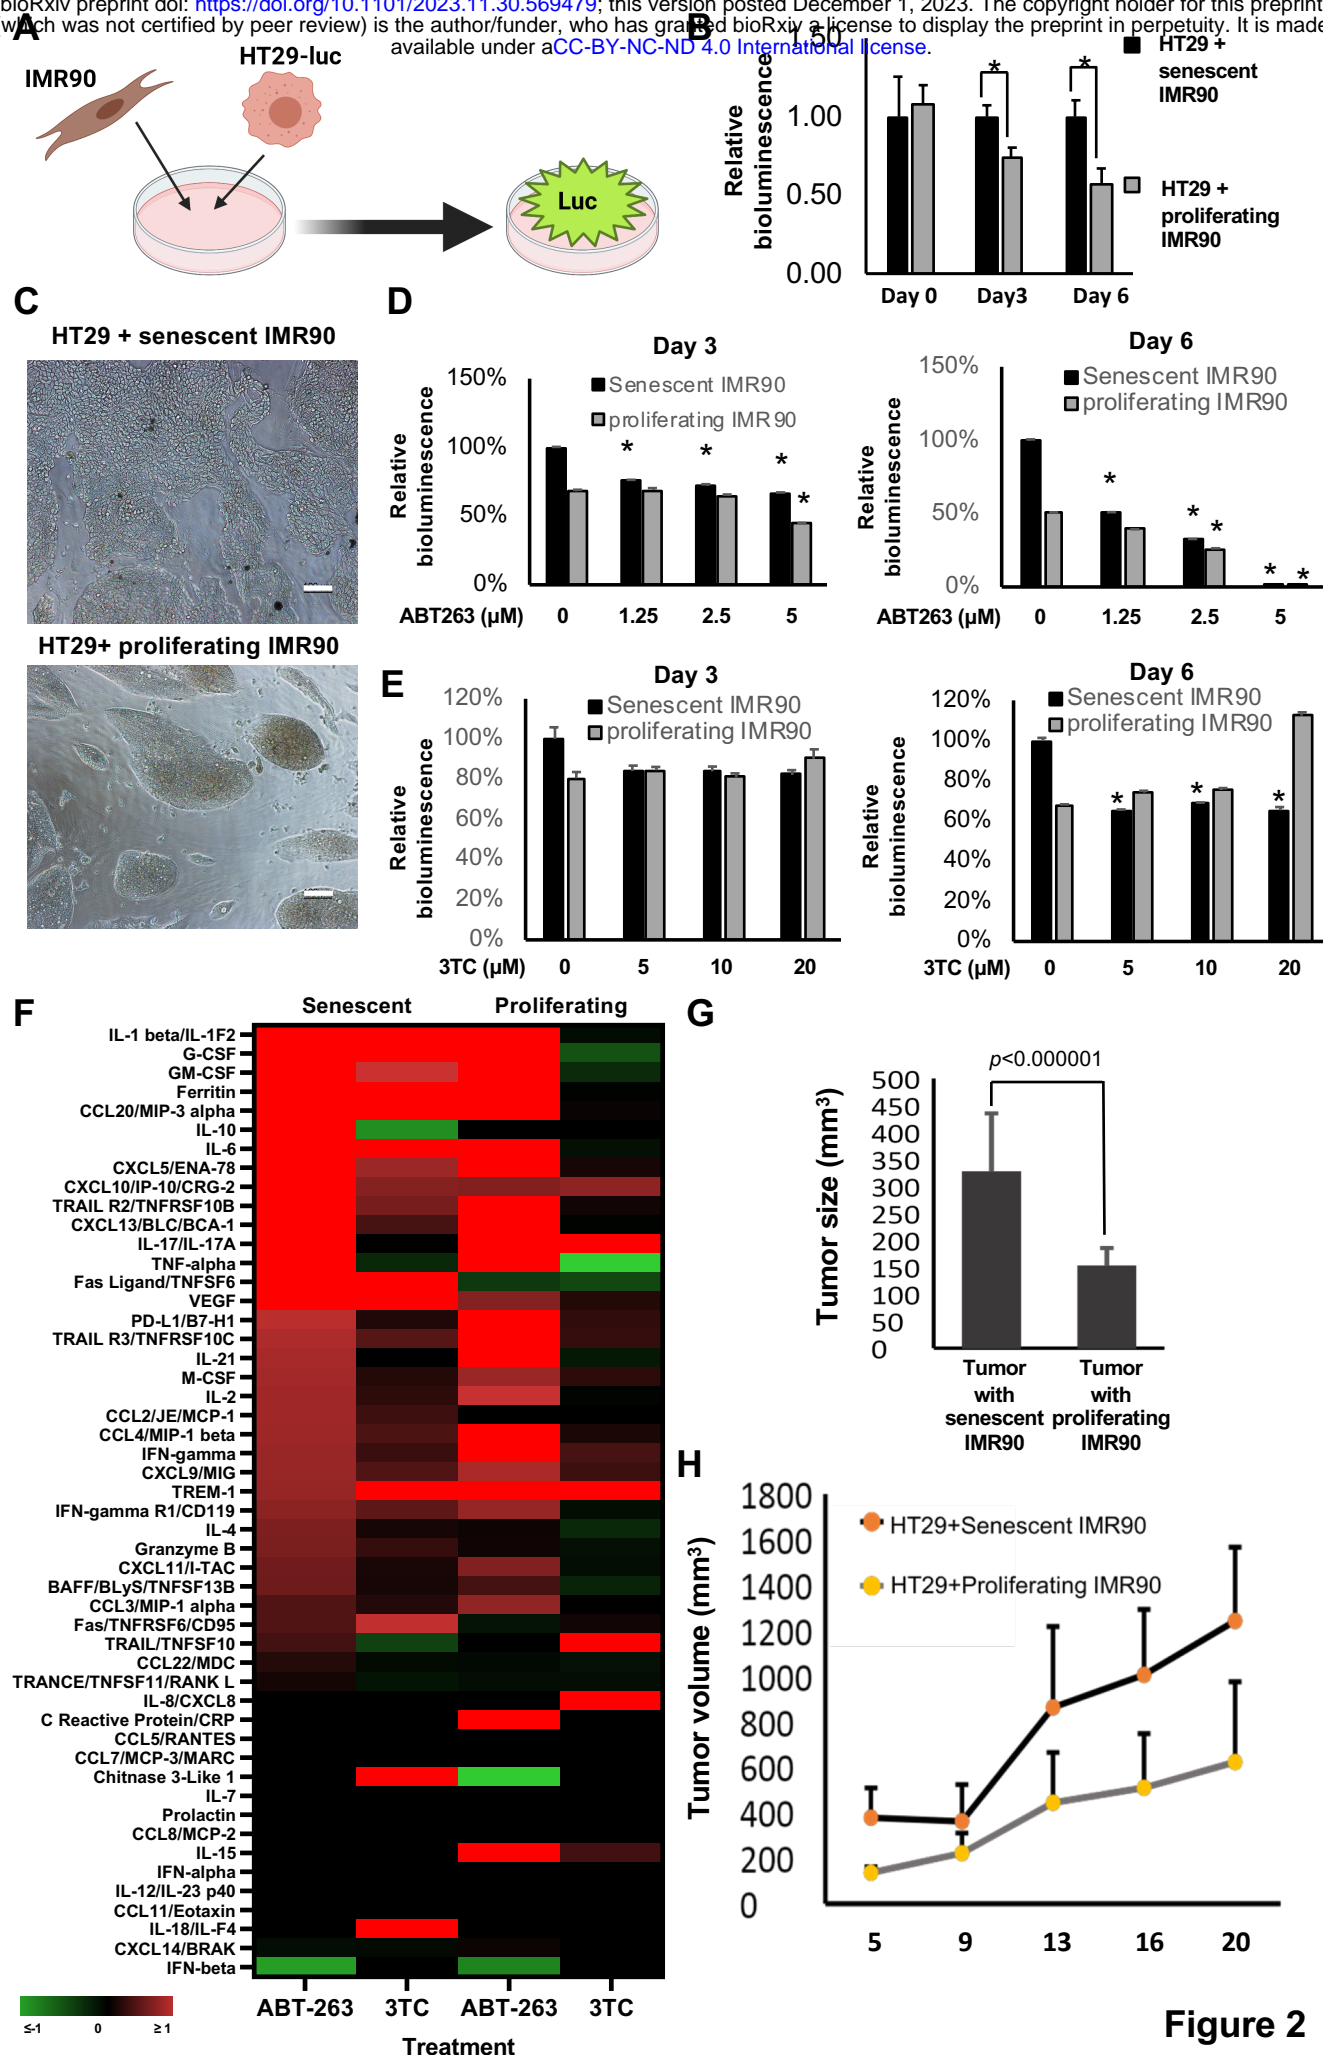 bioRxiv preprint doi: https://doi.org/10.1101/2023.11.30.569479; this version posted December 1, 2023. The copyright holder for this preprint
(which was not certified by peer review) is the author/funder, who has granted bioRxiv a license to display the preprint in perpetuity. It is made
available under aCC-BY-NC-ND 4.0 International license.
A
IMR90
HT29-luc
Luc
B
Relative
bioluminescence
1.50
1.00
0.50
0.00
* *
Day 0 Day3 Day 6
HT29 +
senescent
IMR90
HT29 +
proliferating
IMR90
C
HT29 + senescent IMR90
HT29+ proliferating IMR90
D
Day 3
Relative
bioluminescence
150%
100%
50%
0%
Senescent IMR90
proliferating IMR90
* * * *
ABT263 (µM) 0 1.25 2.5 5
Day 6
Relative
bioluminescence
150%
100%
50%
0%
Senescent IMR90
proliferating IMR90
* * * * *
ABT263 (µM) 0 1.25 2.5 5
E
Day 3
Relative
bioluminescence
120%
100%
80%
60%
40%
20%
0%
Senescent IMR90
proliferating IMR90
3TC (µM) 0 5 10 20
Day 6
Relative
bioluminescence
120%
100%
80%
60%
40%
20%
0%
Senescent IMR90
proliferating IMR90
* * *
3TC (µM) 0 5 10 20
F
Senescent Proliferating
IL-1 beta/IL-1F2
G-CSF
GM-CSF
Ferritin
CCL20/MIP-3 alpha
IL-10
IL-6
CXCL5/ENA-78
CXCL10/IP-10/CRG-2
TRAIL R2/TNFRSF10B
CXCL13/BLC/BCA-1
IL-17/IL-17A
TNF-alpha
Fas Ligand/TNFSF6
VEGF
PD-L1/B7-H1
TRAIL R3/TNFRSF10C
IL-21
M-CSF
IL-2
CCL2/JE/MCP-1
CCL4/MIP-1 beta
IFN-gamma
CXCL9/MIG
TREM-1
IFN-gamma R1/CD119
IL-4
Granzyme B
CXCL11/I-TAC
BAFF/BLyS/TNFSF13B
CCL3/MIP-1 alpha
Fas/TNFRSF6/CD95
TRAIL/TNFSF10
CCL22/MDC
TRANCE/TNFSF11/RANK L
IL-8/CXCL8
C Reactive Protein/CRP
CCL5/RANTES
CCL7/MCP-3/MARC
Chitnase 3-Like 1
IL-7
Prolactin
CCL8/MCP-2
IL-15
IFN-alpha
IL-12/IL-23 p40
CCL11/Eotaxin
IL-18/IL-F4
CXCL14/BRAK
IFN-beta
ABT-263 3TC ABT-263 3TC
Treatment
≤-1 0 ≥ 1
G
Tumor size (mm3)
500
450
400
350
300
250
200
150
100
50
0
p<0.000001
Tumor
with
senescent
IMR90
Tumor
with
proliferating
IMR90
H
Tumor volume (mm3)
1800
1600
1400
1200
1000
800
600
400
200
0
HT29+Senescent IMR90
HT29+Proliferating IMR90
5 9 13 16 20
Figure 2